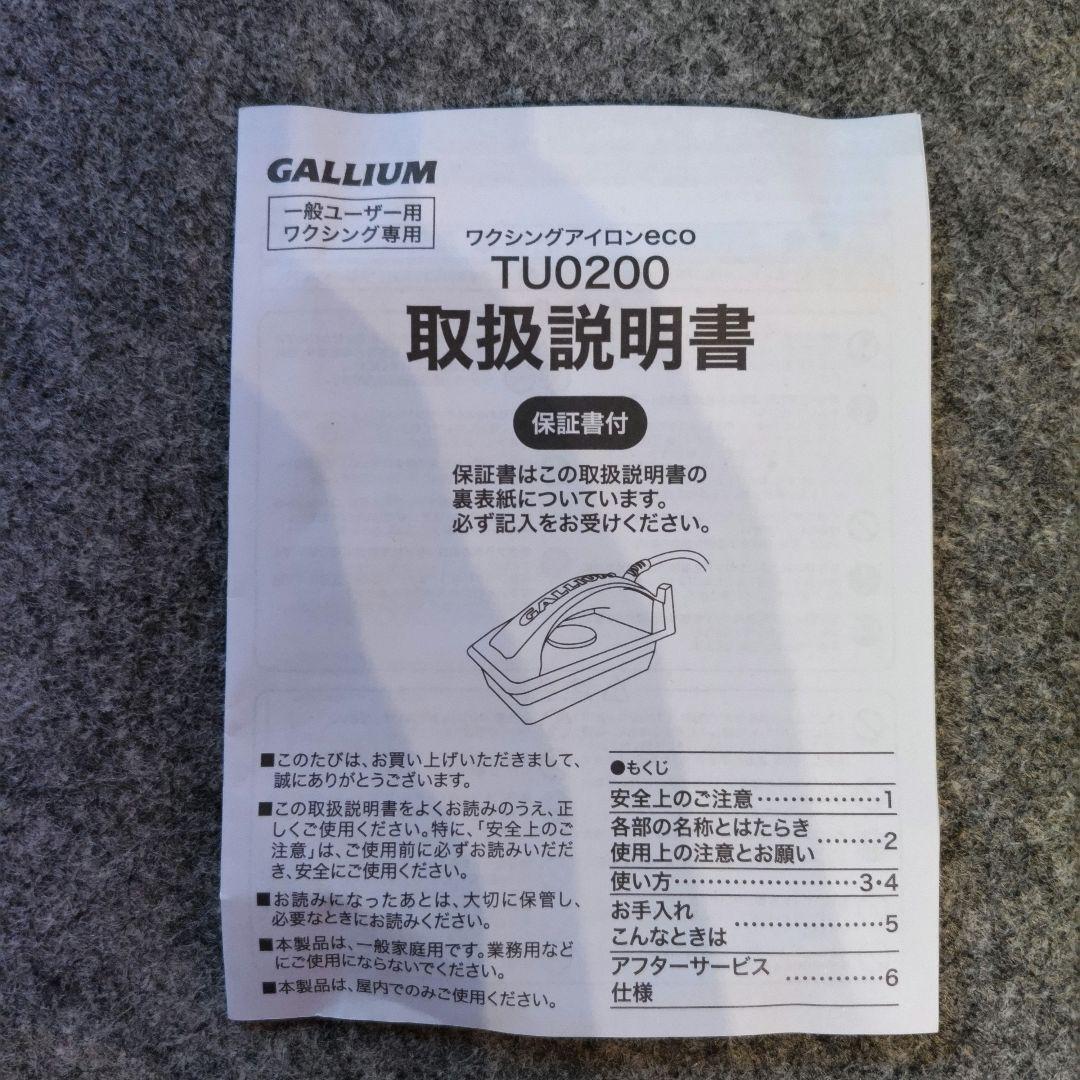 GALLIUM
一般ユーザー用
ワクシング専用
ワクシングアイロンeco
TU0200
取扱説明書
保証書付
保証書はこの取扱説明書の
裏表紙についています。
必ず記入をお受けください。
GALLIUM
■このたびは、お買い上げいただきまして、
誠にありがとうございます。
■この取扱説明書をよくお読みのうえ、正
しくご使用ください。特に、「安全上のご
注意」は、ご使用前に必ずお読みいだだ
き、安全にご使用ください。
■お読みになったあとは、大切に保管し、
必要なときにお読みください。
■本製品は、一般家庭用です。業務用など
にご使用にならないでください。
■本製品は、屋内でのみご使用ください。
●もくじ
安全上のご注意……………1
各部の名称とはたらき
使用上の注意とお願い………2
使い方……………………3・4
お手入れ
こんなときは………………5
アフターサービス
仕様…………6